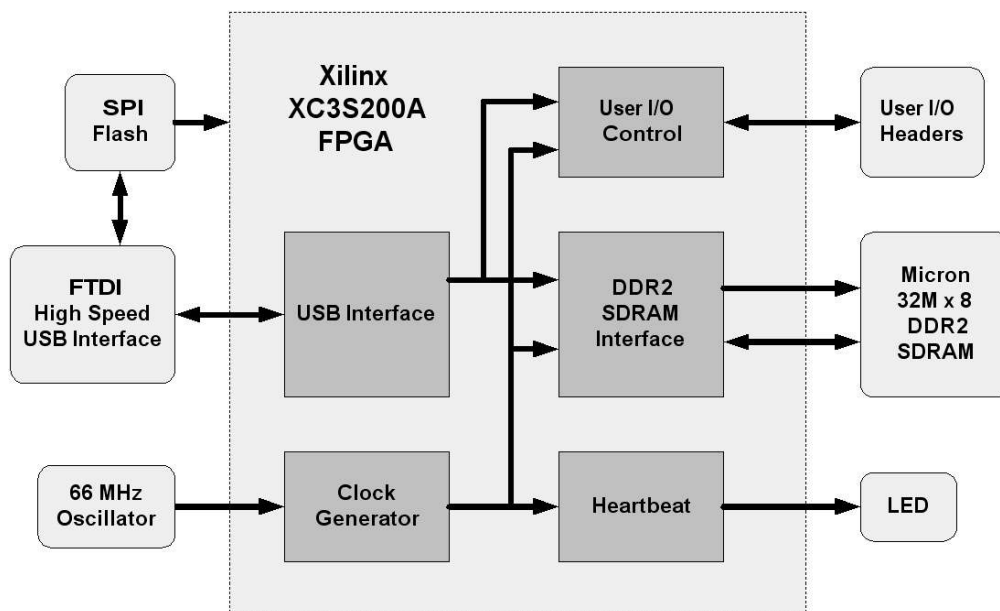 Xilinx
XC3S200A
FPGA
SPI
Flash
User I/O
Control
User I/O
Headers
FTDI
High Speed
USB Interface
USB Interface
DDR2
SDRAM
Interface
Micron
32M x 8
DDR2
SDRAM
66 MHz
Oscillator
Clock
Generator
Heartbeat
LED